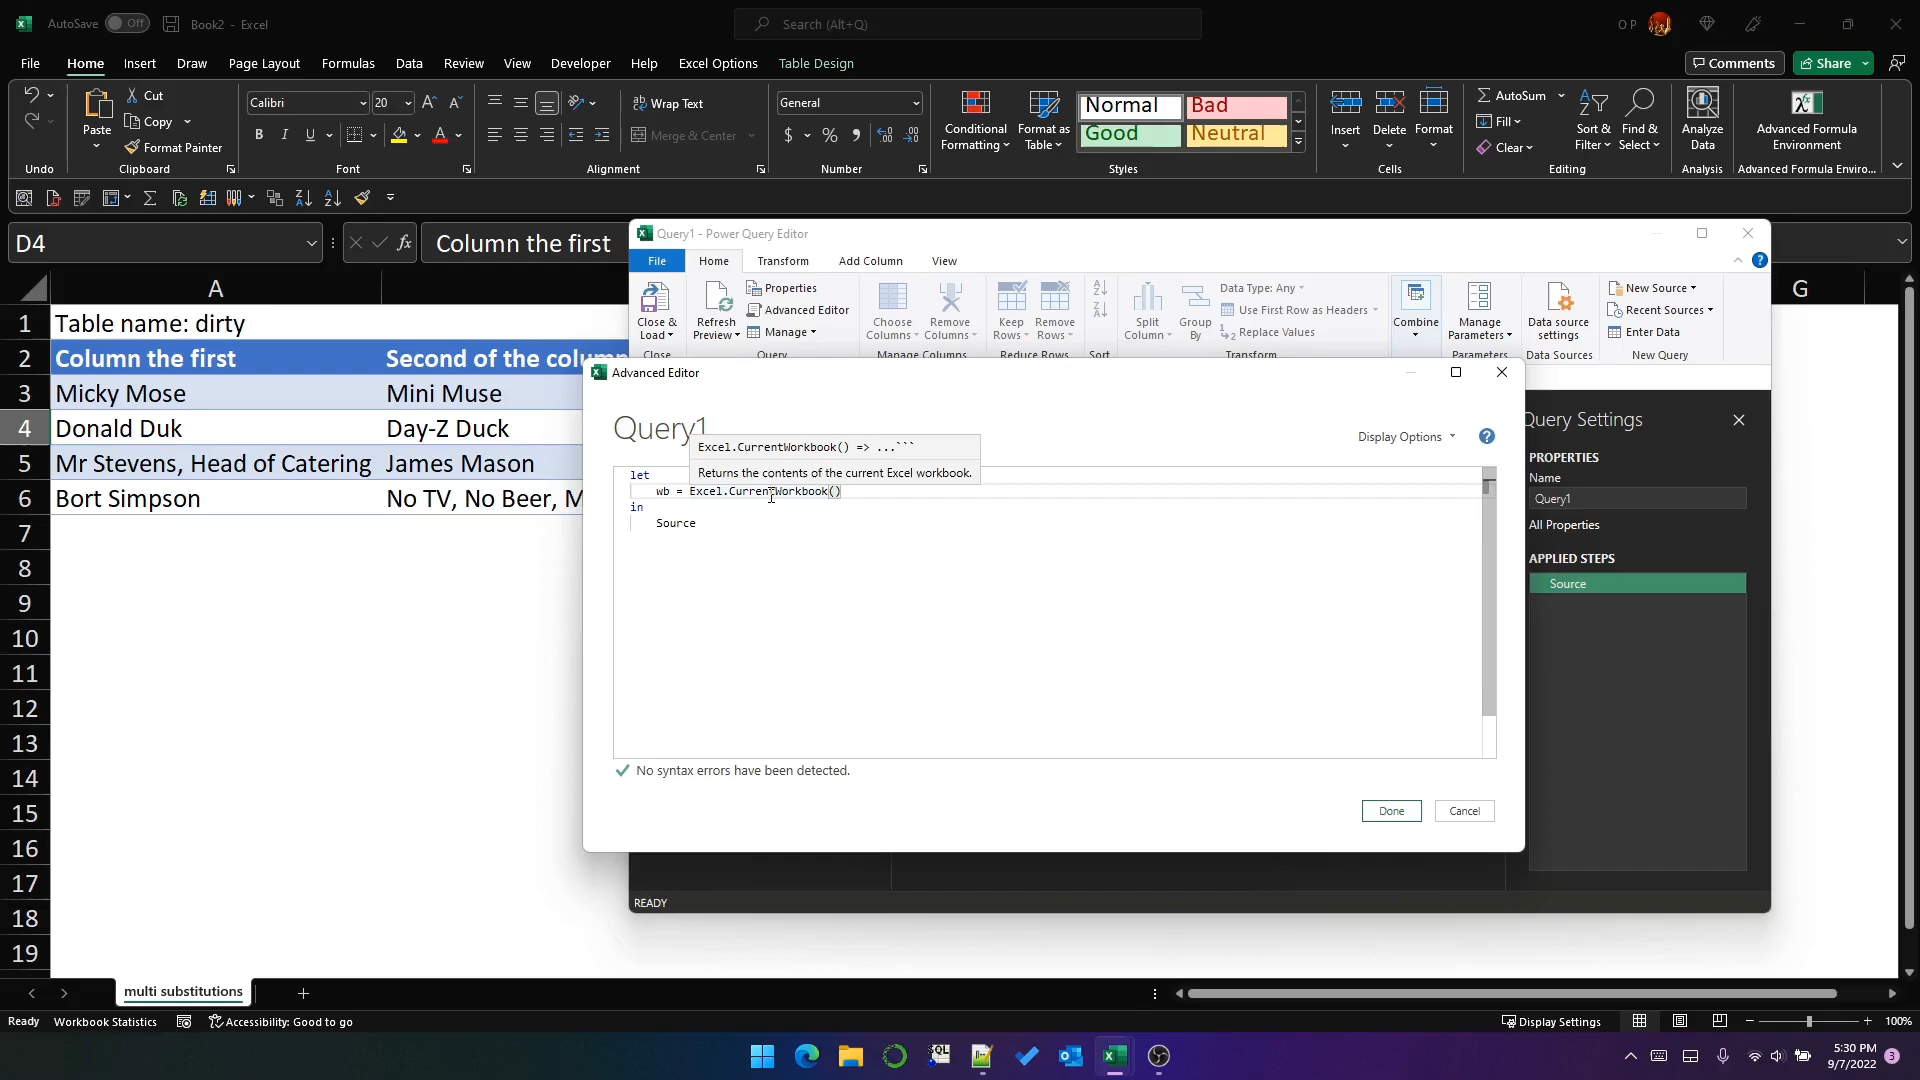 AutoSave Off Book2 - Excel
Search (Alt+Q)
O P
File Home Insert Draw Page Layout Formulas Data Review View Developer Help Excel Options Table Design
Comments Share
Undo
Paste
Cut
Copy
Format Painter
Clipboard
Calibri 20
B I U
Font
Wrap Text
Merge & Center
Alignment
General
$ % ,
Number
Conditional Formatting
Format as Table
Normal Bad
Good Neutral
Styles
Insert Delete Format
Cells
AutoSum
Fill
Clear
Sort & Filter
Find & Select
Editing
Analyze Data
Analysis
Advanced Formula Environment
Advanced Formula Enviro...
D4
fx
Column the first
A
G
1 Table name: dirty
2 Column the first Second of the column
3 Micky Mose Mini Muse
4 Donald Duk Day-Z Duck
5 Mr Stevens, Head of Catering James Mason
6 Bort Simpson No TV, No Beer, M
7
8
9
10
11
12
13
14
15
16
17
18
19
Query1 - Power Query Editor
File Home Transform Add Column View
Close & Load
Close
Refresh Preview
Properties
Advanced Editor
Manage
Query
Choose Columns
Remove Columns
Manage Columns
Keep Rows
Remove Rows
Reduce Rows
Sort
Split Column
Group By
Data Type: Any
Use First Row as Headers
Replace Values
Transform
Combine
Manage Parameters
Parameters
Data source settings
Data Sources
New Source
Recent Sources
Enter Data
New Query
Advanced Editor
Query1
Display Options
Excel.CurrentWorkbook() => ...```
Returns the contents of the current Excel workbook.
let
wb = Excel.CurrentWorkbook()
in
Source
No syntax errors have been detected.
Done Cancel
Query Settings
PROPERTIES
Name
Query1
All Properties
APPLIED STEPS
Source
READY
multi substitutions
Ready Workbook Statistics Accessibility: Good to go
Display Settings
100%
SQL
5:30 PM
9/7/2022
3